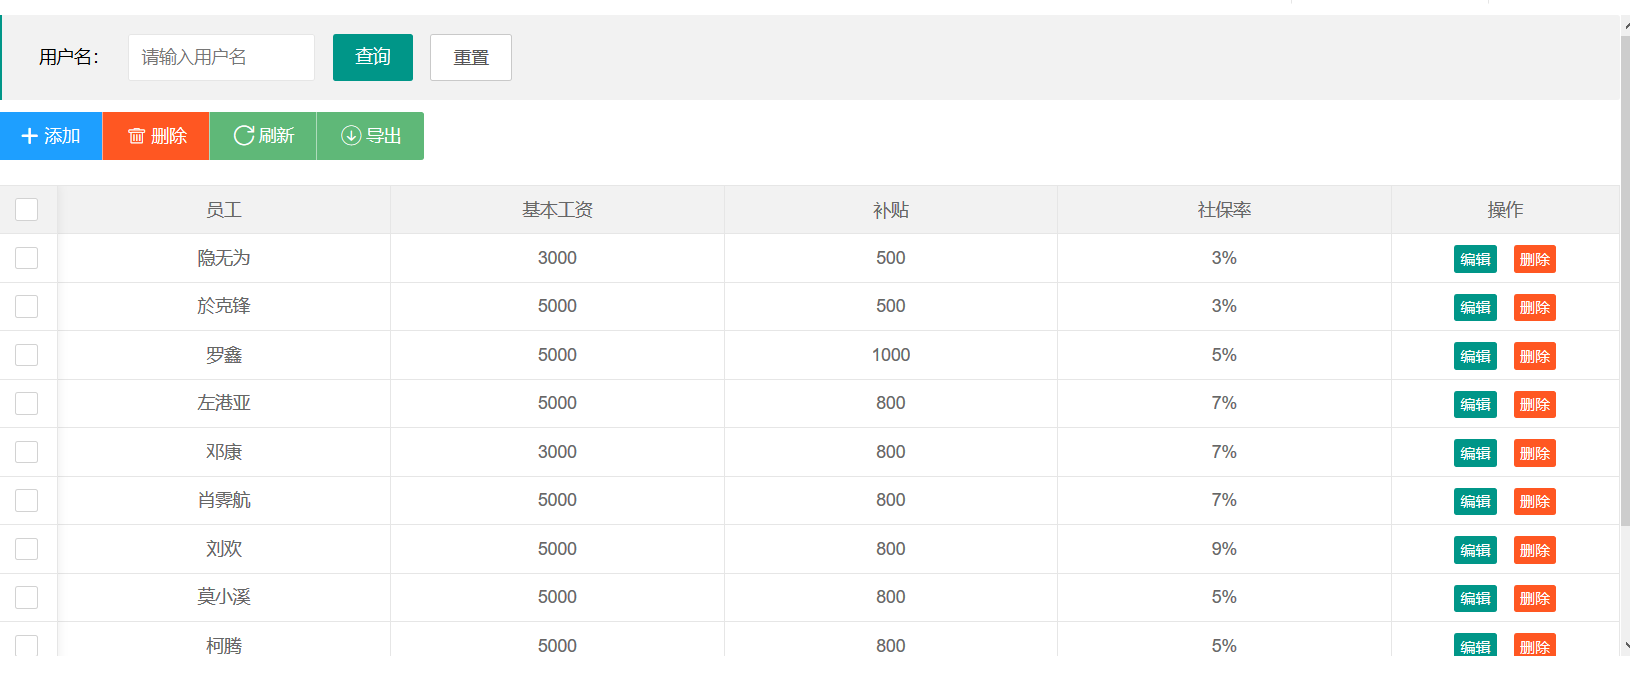 用户名： 请输入用户名 查询 重置
添加 删除 刷新 导出
员工 基本工资 补贴 社保率 操作
隐无为 3000 500 3% 编辑 删除
於克锋 5000 500 3% 编辑 删除
罗鑫 5000 1000 5% 编辑 删除
左港亚 5000 800 7% 编辑 删除
邓康 3000 800 7% 编辑 删除
肖霁航 5000 800 7% 编辑 删除
刘欢 5000 800 9% 编辑 删除
莫小溪 5000 800 5% 编辑 删除
柯腾 5000 800 5% 编辑 删除